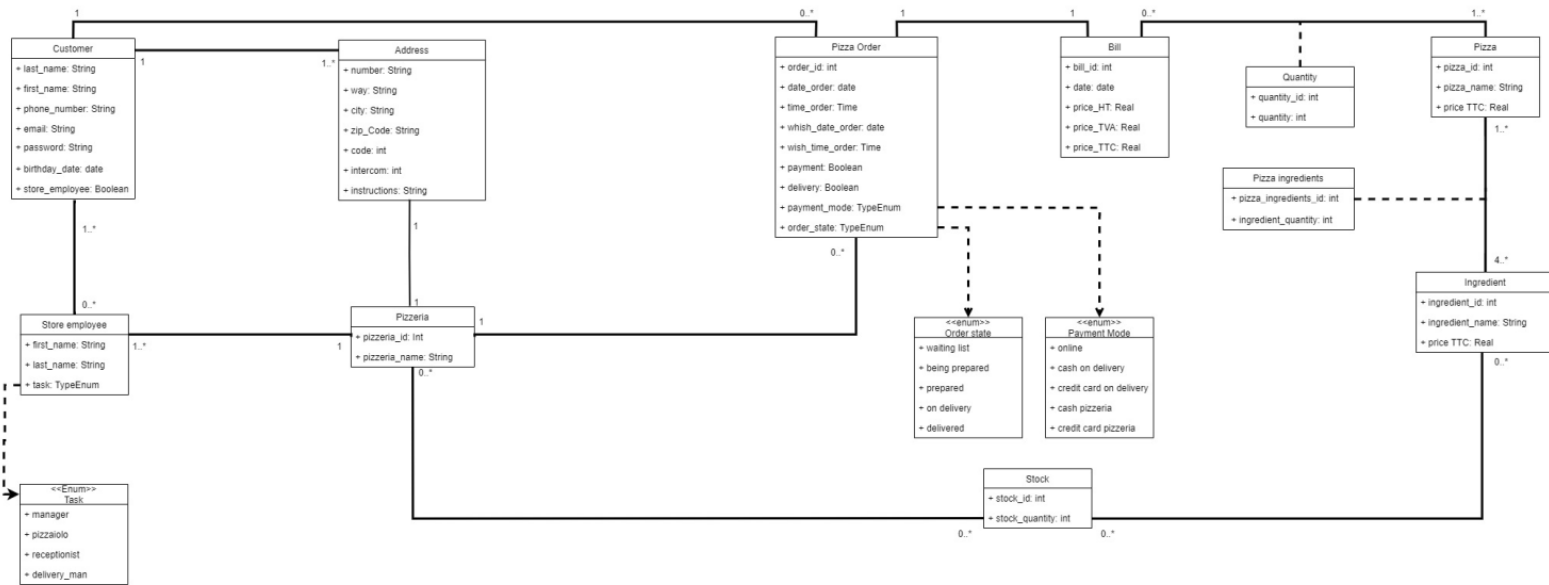 1
0..*
1
1
0..*
1..*
Customer
+ last_name: String
+ first_name: String
+ phone_number: String
+ email: String
+ password: String
+ birthday_date: date
+ store_employee: Boolean
1
1..*
Address
+ number: String
+ way: String
+ city: String
+ zip_Code: String
+ code: int
+ intercom: int
+ instructions: String
Pizza Order
+ order_id: int
+ date_order: date
+ time_order: Time
+ whish_date_order: date
+ wish_time_order: Time
+ payment: Boolean
+ delivery: Boolean
+ payment_mode: TypeEnum
+ order_state: TypeEnum
Bill
+ bill_id: int
+ date: date
+ price_HT: Real
+ price_TVA: Real
+ price_TTC: Real
Quantity
+ quantity_id: int
+ quantity: int
Pizza
+ pizza_id: int
+ pizza_name: String
+ price TTC: Real
1..*
Pizza ingredients
+ pizza_ingredients_id: int
+ ingredient_quantity: int
1..*
1
0..*
4..*
0..*
1
Store employee
+ first_name: String
+ last_name: String
+ task: TypeEnum
1..*
1
Pizzeria
+ pizzeria_id: Int
+ pizzeria_name: String
1
0..*
<<enum>>
Order state
+ waiting list
+ being prepared
+ prepared
+ on delivery
+ delivered
<<enum>>
Payment Mode
+ online
+ cash on delivery
+ credit card on delivery
+ cash pizzeria
+ credit card pizzeria
Ingredient
+ ingredient_id: int
+ ingredient_name: String
+ price TTC: Real
0..*
<<Enum>>
Task
+ manager
+ pizzaiolo
+ receptionist
+ delivery_man
Stock
+ stock_id: int
+ stock_quantity: int
0..*
0..*